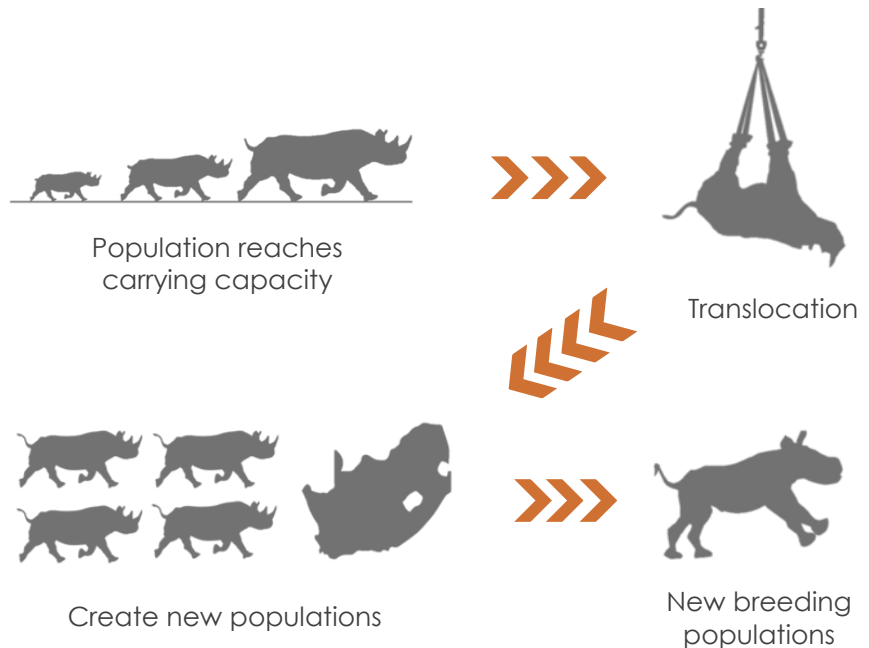 Population reaches
carrying capacity
Translocation
Create new populations
New breeding
populations